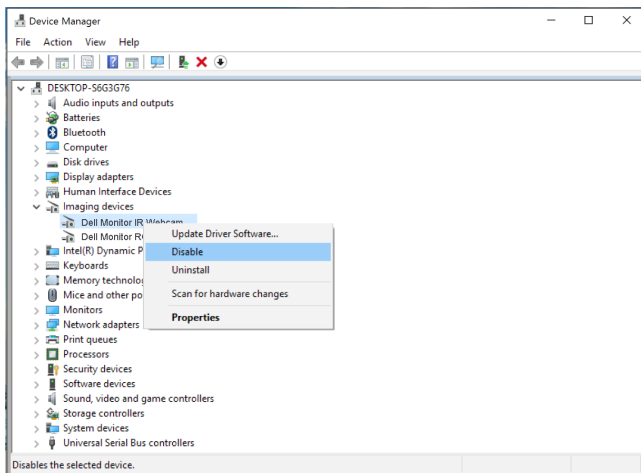 Device Manager
File Action View Help
DESKTOP-S6G3G76
Audio inputs and outputs
Batteries
Bluetooth
Computer
Disk drives
Display adapters
Human Interface Devices
Imaging devices
Dell Monitor IR Webcam
Dell Monitor
Update Driver Software...
Disable
Uninstall
Scan for hardware changes
Properties
Intel(R) Dynamic
Keyboards
Memory
Mice and other
Monitors
Network adapters
Print queues
Processors
Security devices
Software devices
Sound, video and game controllers
Storage controllers
System devices
Universal Serial Bus controllers
Disables the selected device.